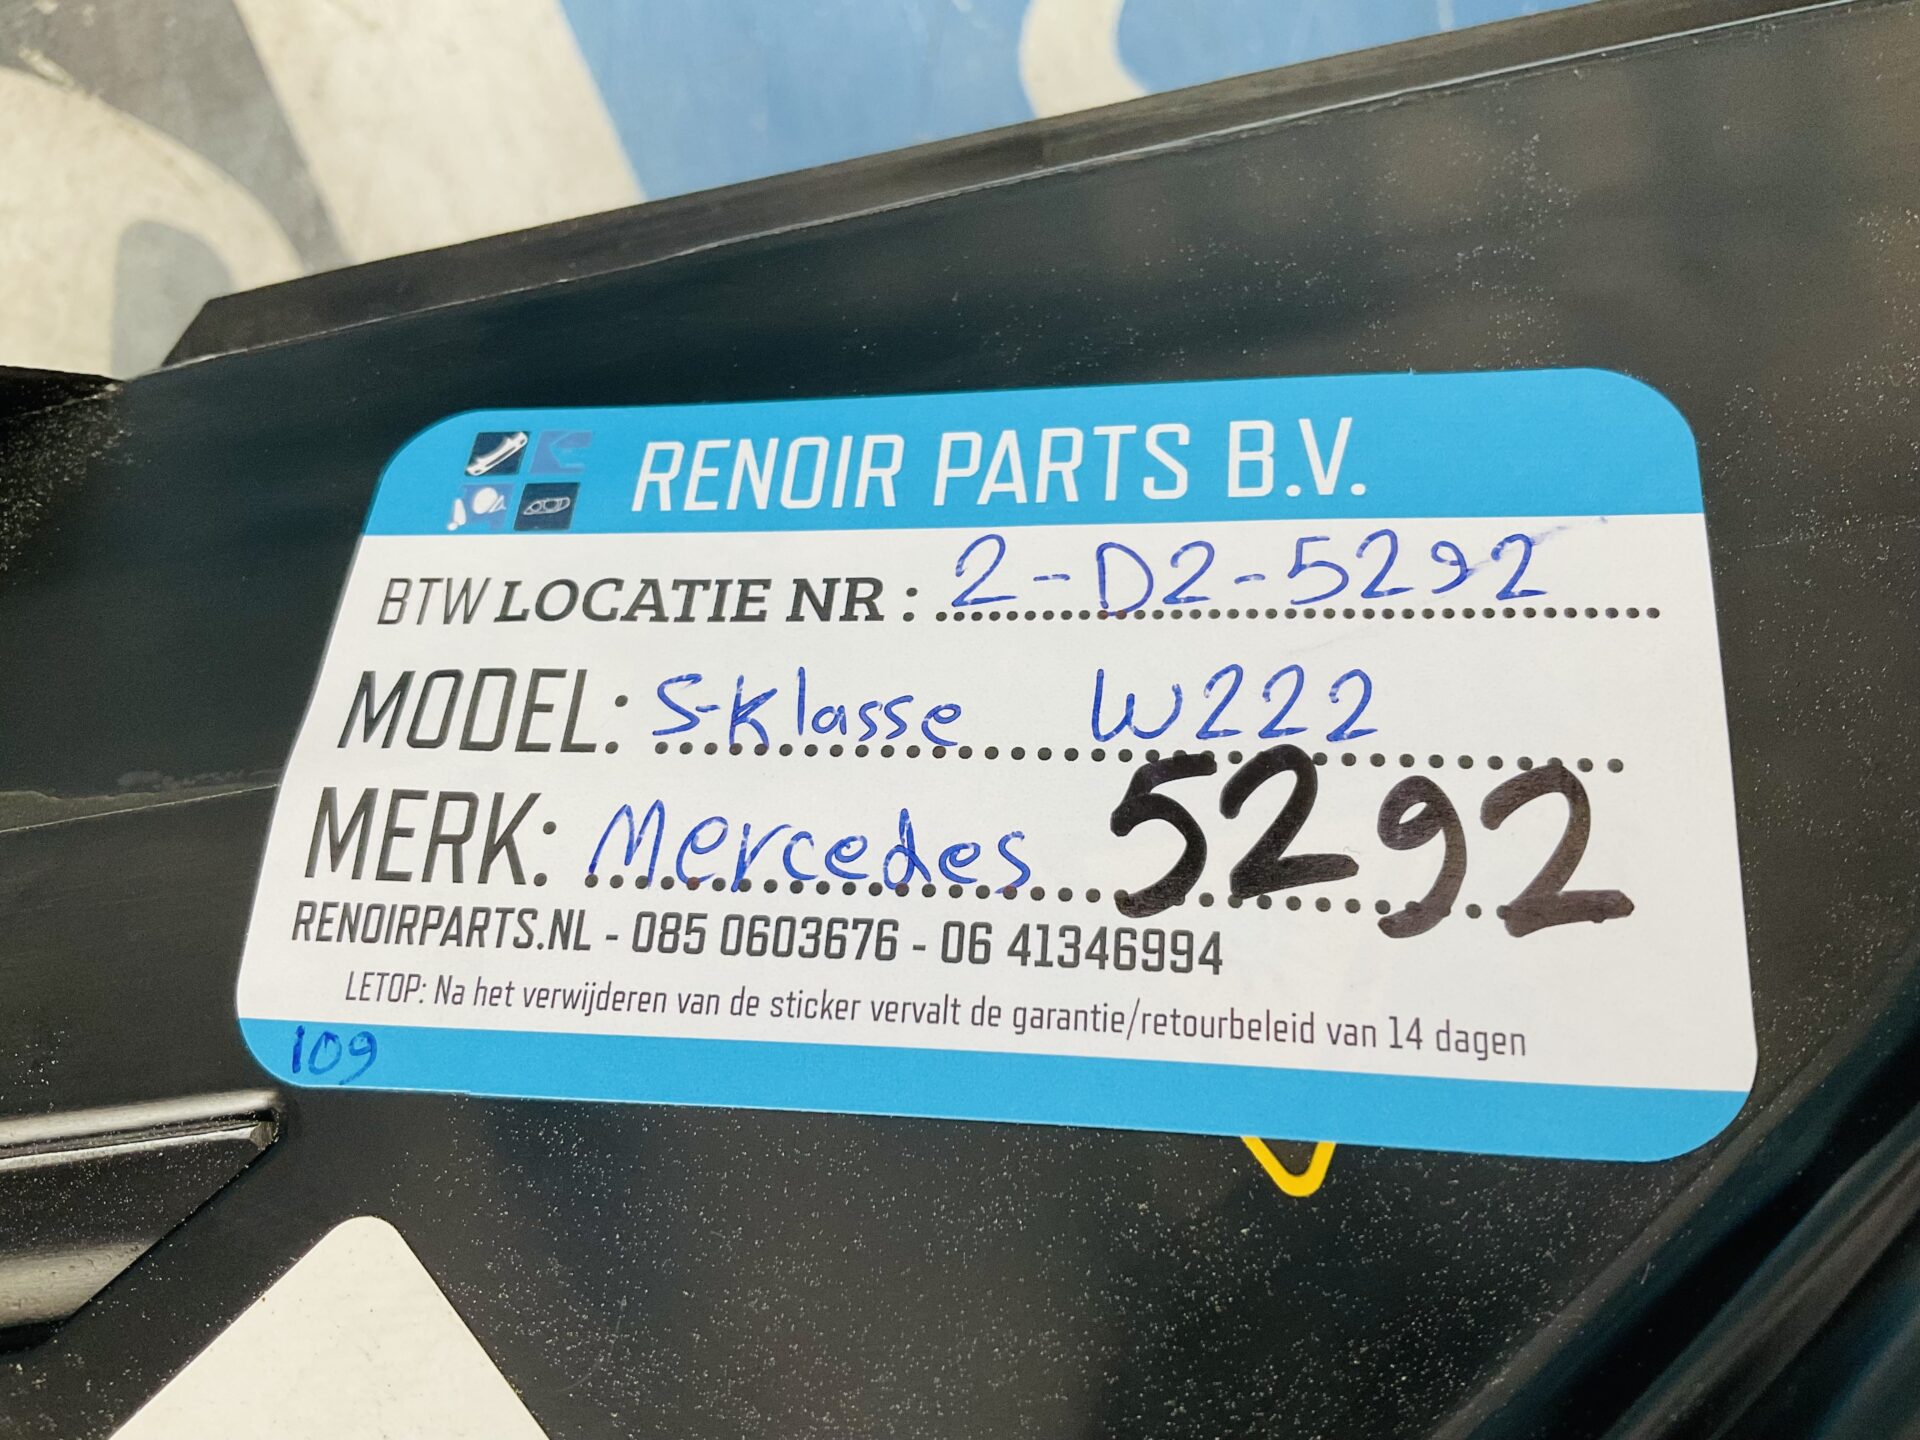 RENOIR PARTS B.V.
BTW LOCATIE NR : 2-D2-5292
MODEL: S-Klasse W222
MERK: Mercedes 5292
RENOIRPARTS.NL - 085 0603676 - 06 41346994
LETOP: Na het verwijderen van de sticker vervalt de garantie/retourbeleid van 14 dagen
109